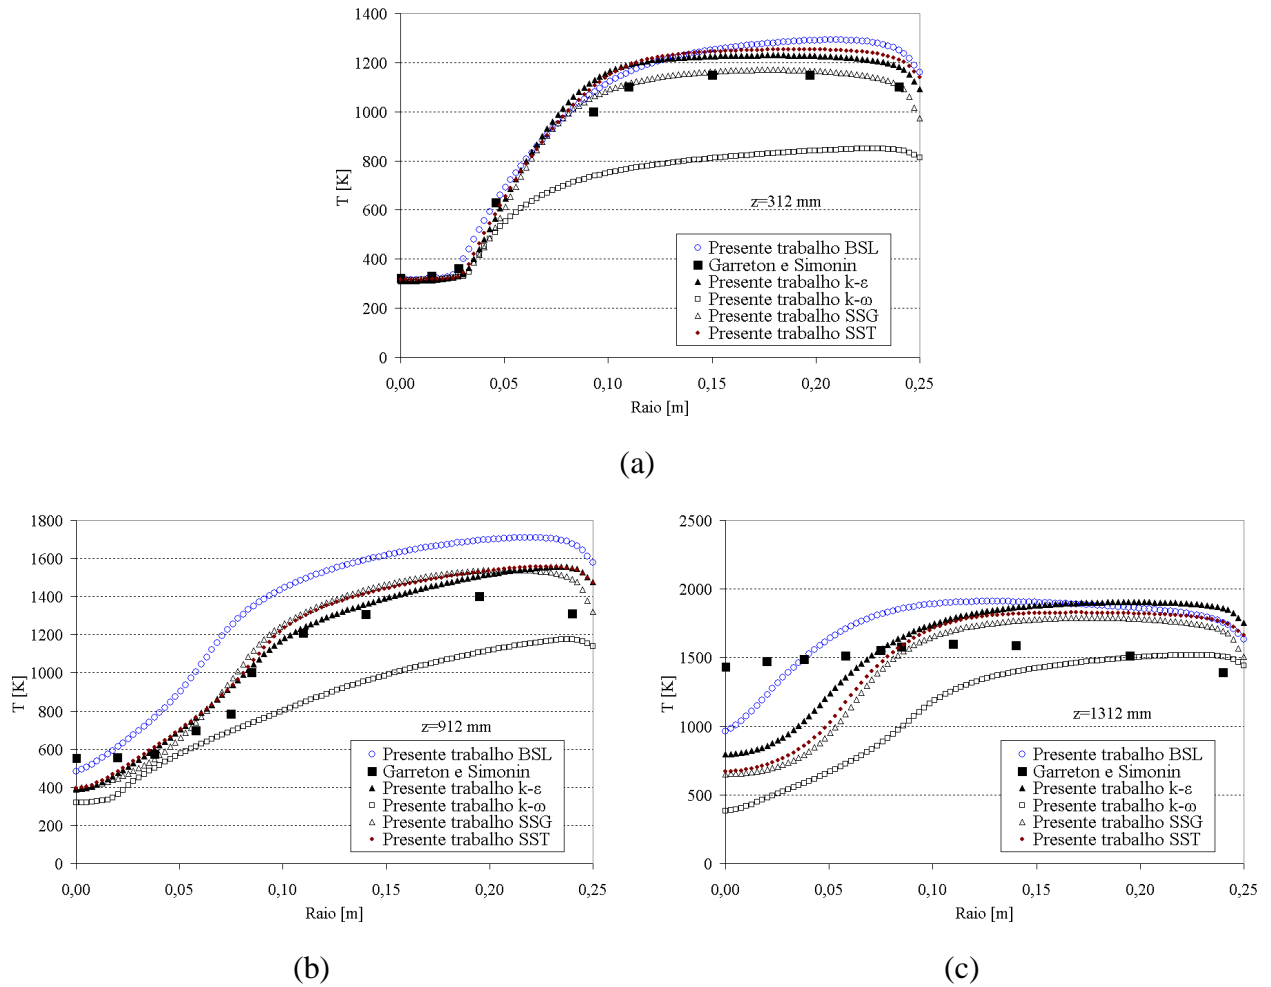 1400
1200
1000
800
600
400
200
0
T [K]
z=312 mm
Presente trabalho BSL
Garreton e Simonin
Presente trabalho k-ε
Presente trabalho k-ω
Presente trabalho SSG
Presente trabalho SST
0,00 0,05 0,10 0,15 0,20 0,25
Raio [m]
(a)
1800
1600
1400
1200
1000
800
600
400
200
0
T [K]
z=912 mm
Presente trabalho BSL
Garreton e Simonin
Presente trabalho k-ε
Presente trabalho k-ω
Presente trabalho SSG
Presente trabalho SST
0,00 0,05 0,10 0,15 0,20 0,25
Raio [m]
(b)
2500
2000
1500
1000
500
0
T [K]
z=1312 mm
Presente trabalho BSL
Garreton e Simonin
Presente trabalho k-ε
Presente trabalho k-ω
Presente trabalho SSG
Presente trabalho SST
0,00 0,05 0,10 0,15 0,20 0,25
Raio [m]
(c)